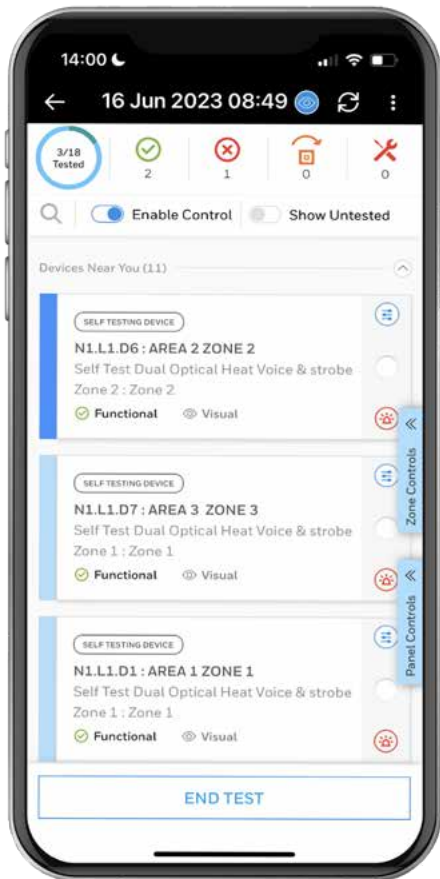 14:00
16 Jun 2023 08:49
3/18
Tested
2
1
0
0
Enable Control
Show Untested
Devices Near You (11)
SELF TESTING DEVICE
N1.L1.D6 : AREA 2 ZONE 2
Self Test Dual Optical Heat Voice & strobe
Zone 2 : Zone 2
Functional
Visual
SELF TESTING DEVICE
N1.L1.D7 : AREA 3 ZONE 3
Self Test Dual Optical Heat Voice & strobe
Zone 1 : Zone 1
Functional
Visual
SELF TESTING DEVICE
N1.L1.D1 : AREA 1 ZONE 1
Self Test Dual Optical Heat Voice & strobe
Zone 1 : Zone 1
Functional
Visual
Zone Controls
Panel Controls
END TEST